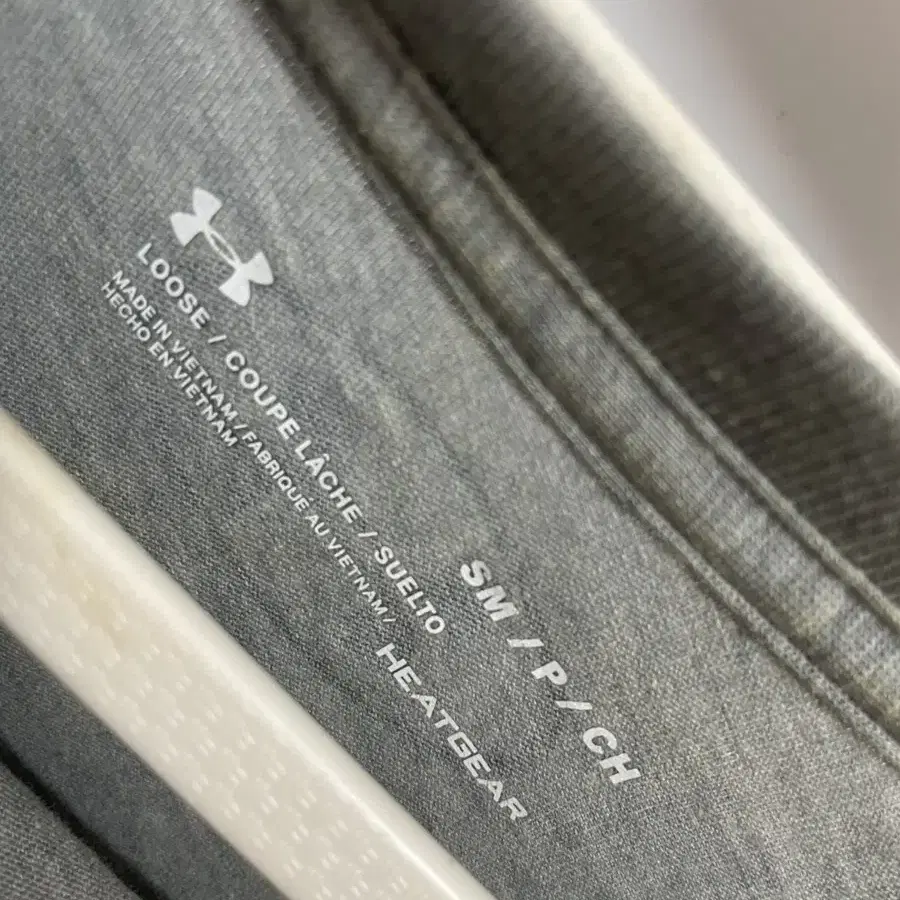 SM / P / CH
LOOSE / COUPE LÂCHE / SUELTO
HEATGEAR
MADE IN VIETNAM / FABRIQUÉ AU VIETNAM /
HECHO EN VIETNAM